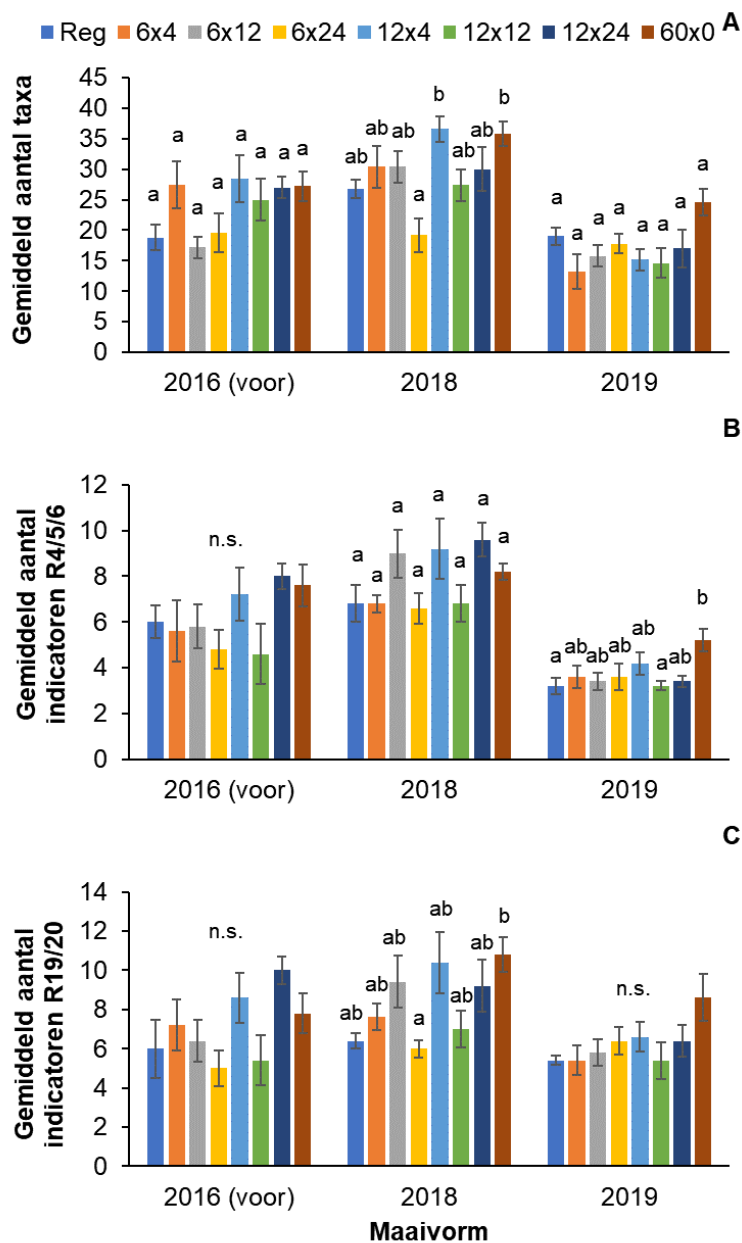 A
Reg 6x4 6x12 6x24 12x4 12x12 12x24 60x0
Gemiddeld aantal taxa
45
40
35
30
25
20
15
10
5
0
a a a a a a a a
ab ab ab a b ab ab b
a a a a a a a a
2016 (voor) 2018 2019
B
Gemiddeld aantal
indicatoren R4/5/6
12
10
8
6
4
2
0
n.s.
a a a a a a a a
a ab ab ab ab a ab b
2016 (voor) 2018 2019
C
Gemiddeld aantal
indicatoren R19/20
14
12
10
8
6
4
2
0
n.s.
ab ab ab a ab ab ab b
n.s.
2016 (voor) 2018 2019
Maaivorm